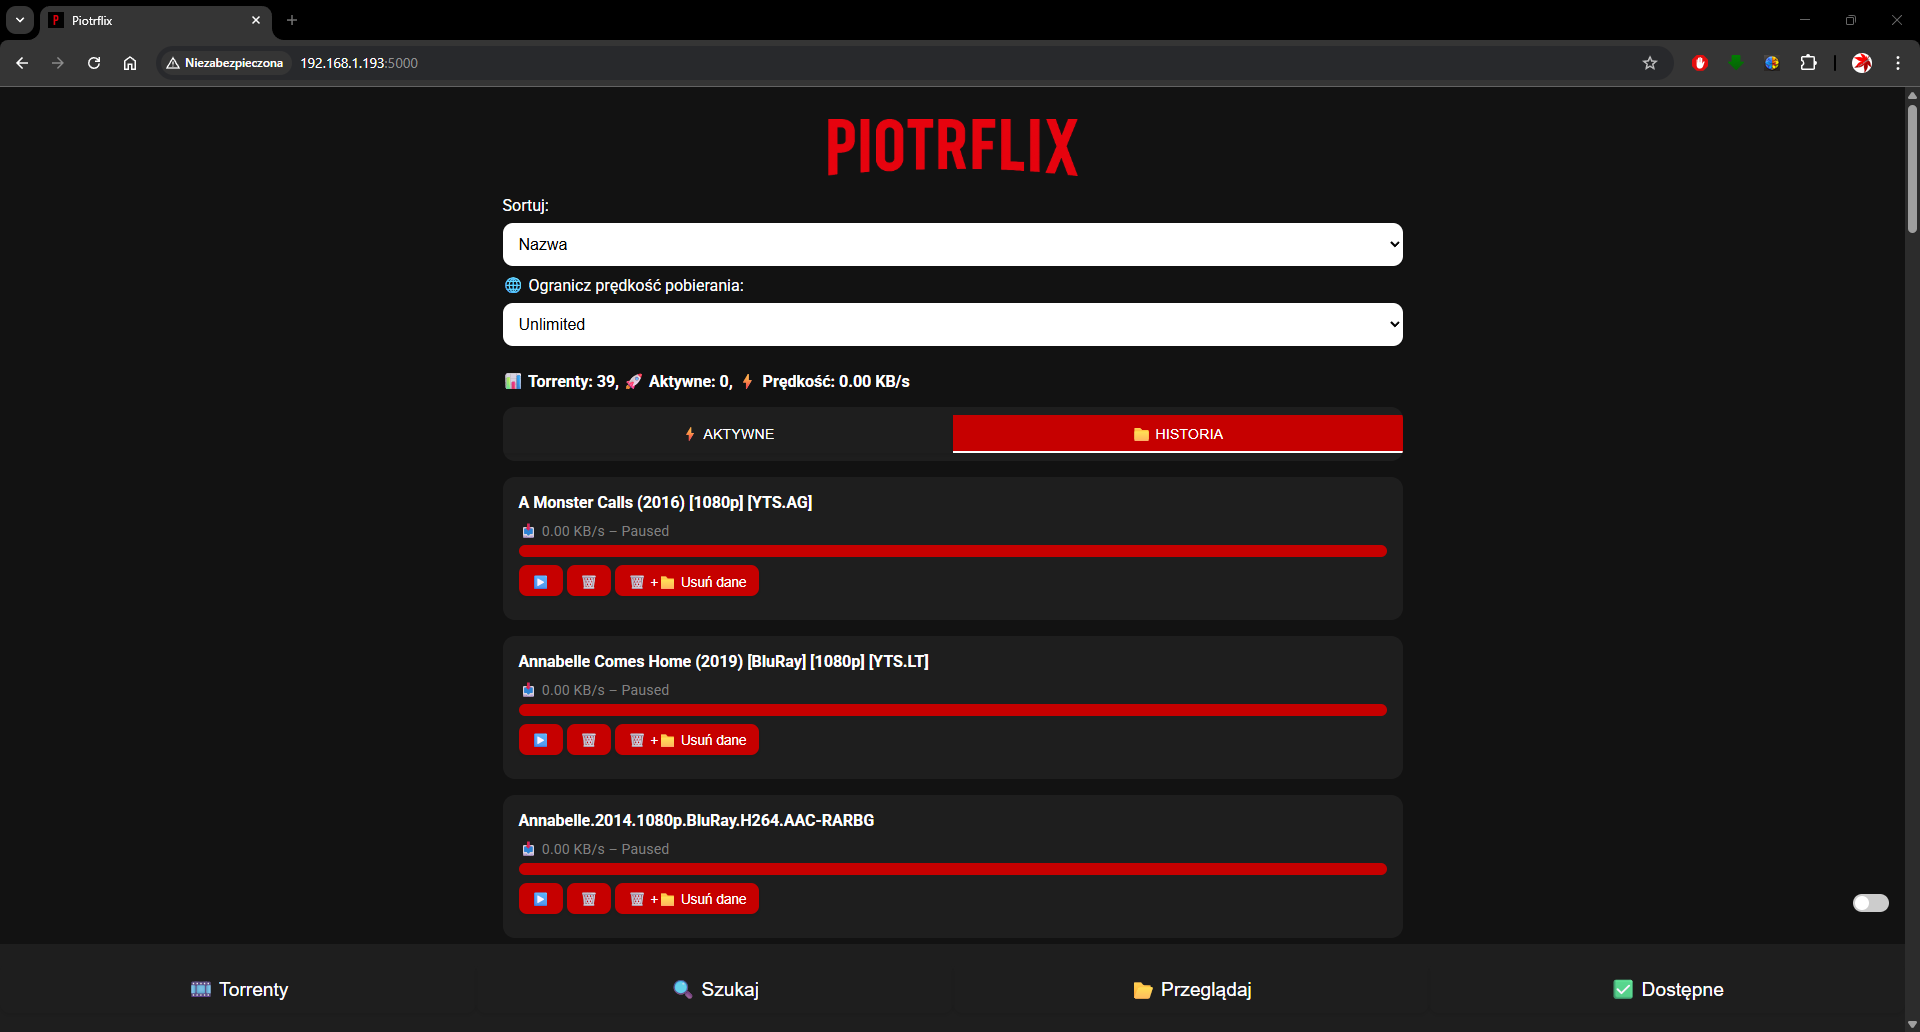 Piotrflix
Niezabezpieczona 192.168.1.193:5000
PIOTRFLIX
Sortuj:
Nazwa
Ogranicz prędkość pobierania:
Unlimited
Torrenty: 39, Aktywne: 0, Prędkość: 0.00 KB/s
AKTYWNE HISTORIA
A Monster Calls (2016) [1080p] [YTS.AG]
0.00 KB/s – Paused
+ Usuń dane
Annabelle Comes Home (2019) [BluRay] [1080p] [YTS.LT]
0.00 KB/s – Paused
+ Usuń dane
Annabelle.2014.1080p.BluRay.H264.AAC-RARBG
0.00 KB/s – Paused
+ Usuń dane
Torrenty Szukaj Przeglądaj Dostępne